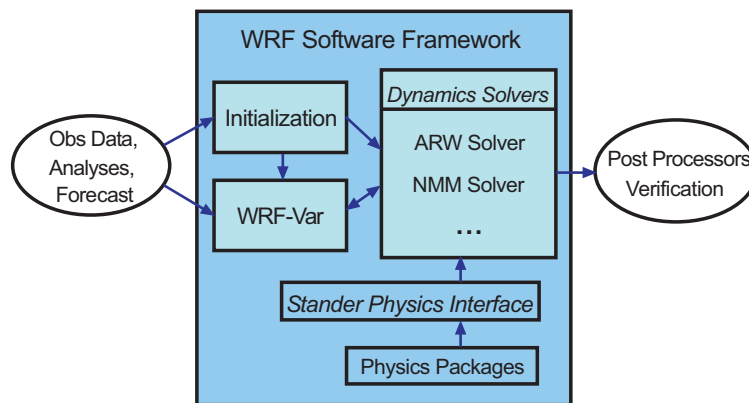 WRF Software Framework
Obs Data,
Analyses,
Forecast
Initialization
WRF-Var
Dynamics Solvers
ARW Solver
NMM Solver
...
Stander Physics Interface
Physics Packages
Post Processors
Verification